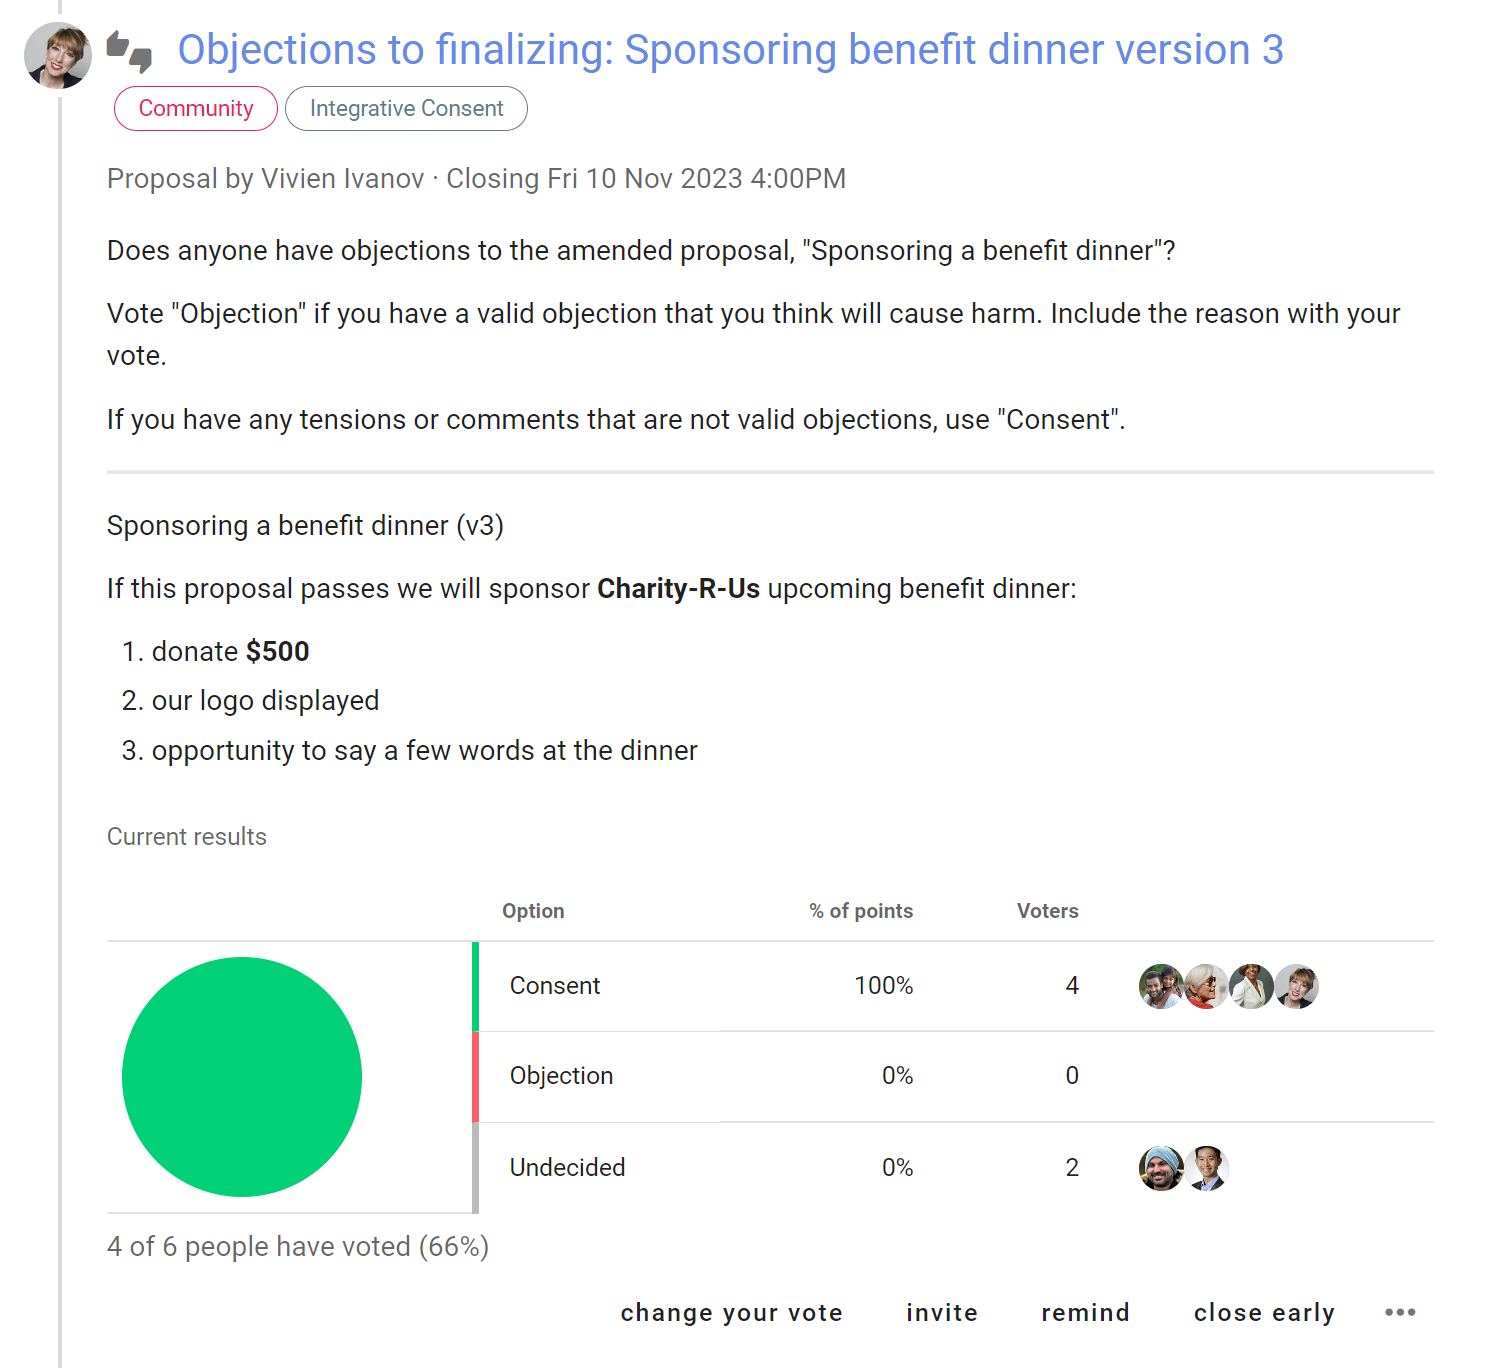 Objections to finalizing: Sponsoring benefit dinner version 3
Community Integrative Consent
Proposal by Vivien Ivanov · Closing Fri 10 Nov 2023 4:00PM
Does anyone have objections to the amended proposal, "Sponsoring a benefit dinner"?
Vote "Objection" if you have a valid objection that you think will cause harm. Include the reason with your
vote.
If you have any tensions or comments that are not valid objections, use "Consent".
Sponsoring a benefit dinner (v3)
If this proposal passes we will sponsor Charity-R-Us upcoming benefit dinner:
1. donate $500
2. our logo displayed
3. opportunity to say a few words at the dinner
Current results
Option % of points Voters
Consent 100% 4
Objection 0% 0
Undecided 0% 2
4 of 6 people have voted (66%)
change your vote invite remind close early